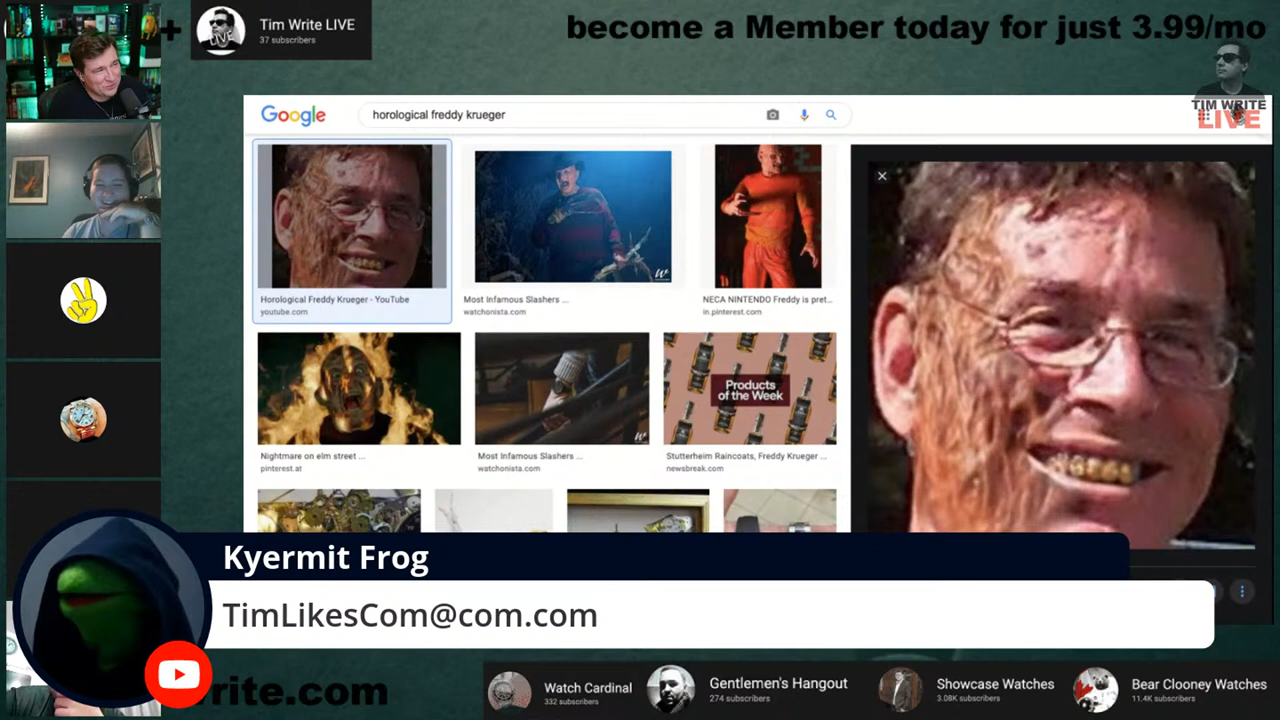 Tim Write LIVE
37 subscribers
become a Member today for just 3.99/mo
TIM WRITE
LIVE
Google
horological freddy krueger
Horological Freddy Krueger - YouTube
youtube.com
Most Infamous Slashers ...
watchonista.com
NECA NINTENDO Freddy is pret...
in.pinterest.com
Products
of the Week
Nightmare on elm street ...
pinterest.at
Most Infamous Slashers ...
watchonista.com
Stutterheim Raincoats, Freddy Krueger ...
newsbreak.com
Kyermit Frog
TimLikesCom@com.com
rite.com
Watch Cardinal
332 subscribers
Gentlemen's Hangout
274 subscribers
Showcase Watches
3.08K subscribers
Bear Clooney Watches
11.4K subscribers